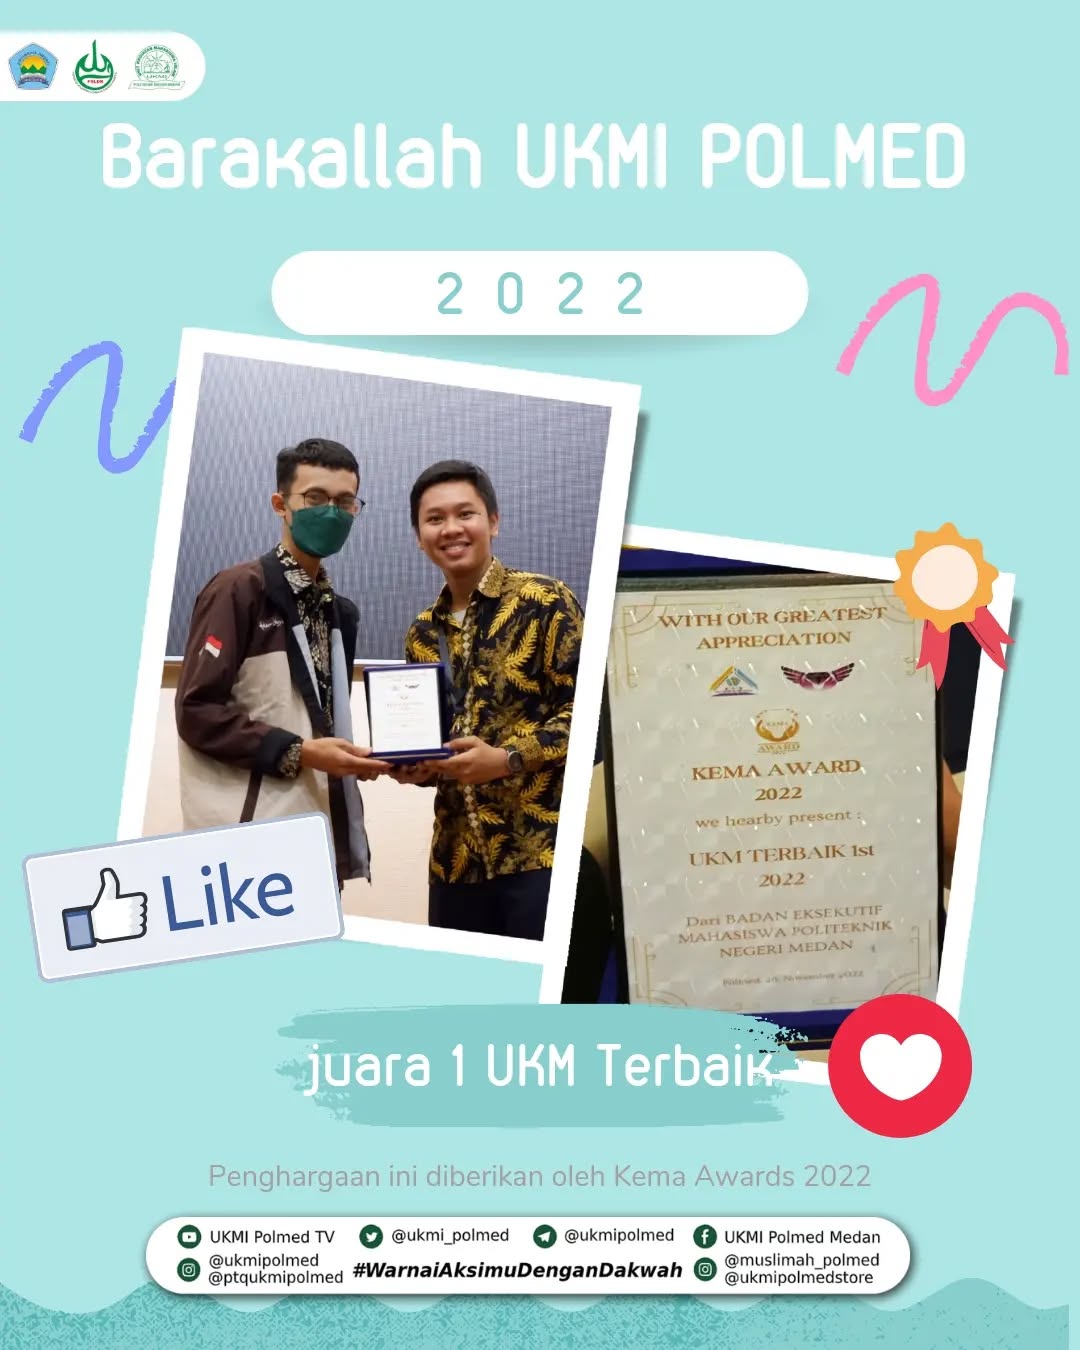 Barakallah UKMI POLMED
2022
WITH OUR GREATEST
APPRECIATION
KEMA
AWARD
KEMA AWARD
2022
we hearby present :
UKM TERBAIK 1st
2022
Dari BADAN EKSEKUTIF
MAHASISWA POLITEKNIK
NEGERI MEDAN
Like
juara 1 UKM Terbaik
Penghargaan ini diberikan oleh Kema Awards 2022
UKMI Polmed TV
@ukmi_polmed
@ukmipolmed
UKMI Polmed Medan
@ukmipolmed
@ptqukmipolmed
#WarnaiAksimuDenganDakwah
@muslimah_polmed
@ukmipolmedstore